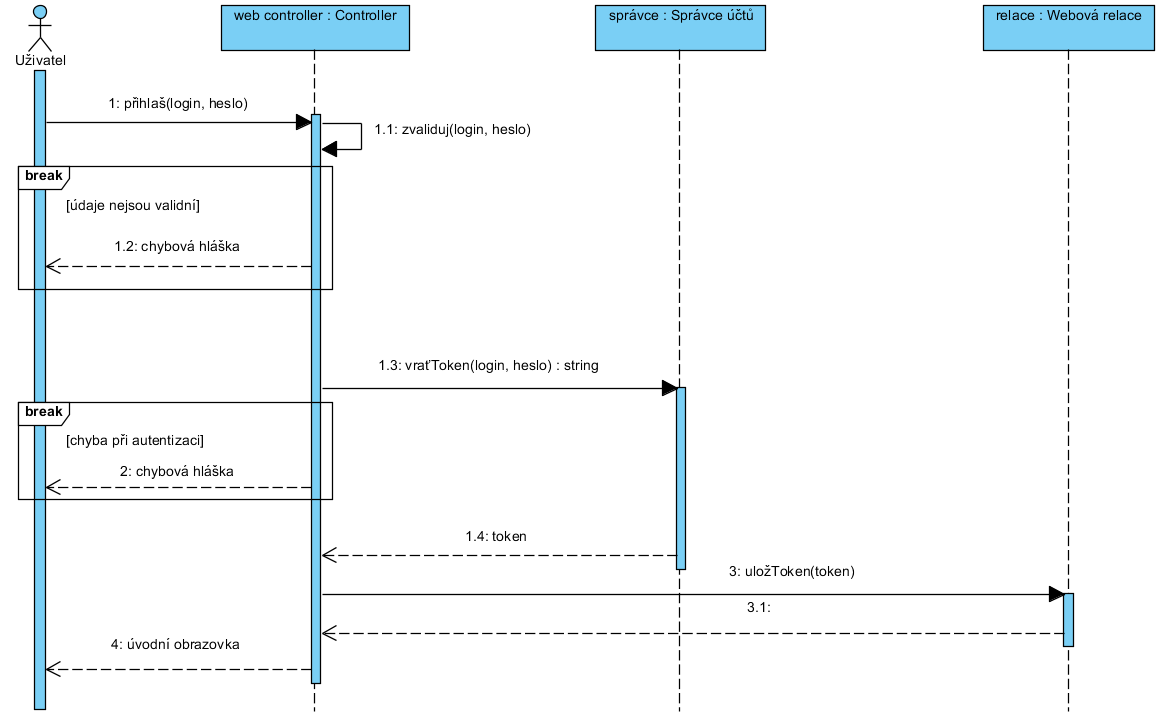 web controller : Controller
správce : Správce účtů
relace : Webová relace
Uživatel
1: přihlaš(login, heslo)
1.1: zvaliduj(login, heslo)
break
[údaje nejsou validní]
1.2: chybová hláška
1.3: vraťToken(login, heslo) : string
break
[chyba při autentizaci]
2: chybová hláška
1.4: token
3: uložToken(token)
3.1:
4: úvodní obrazovka